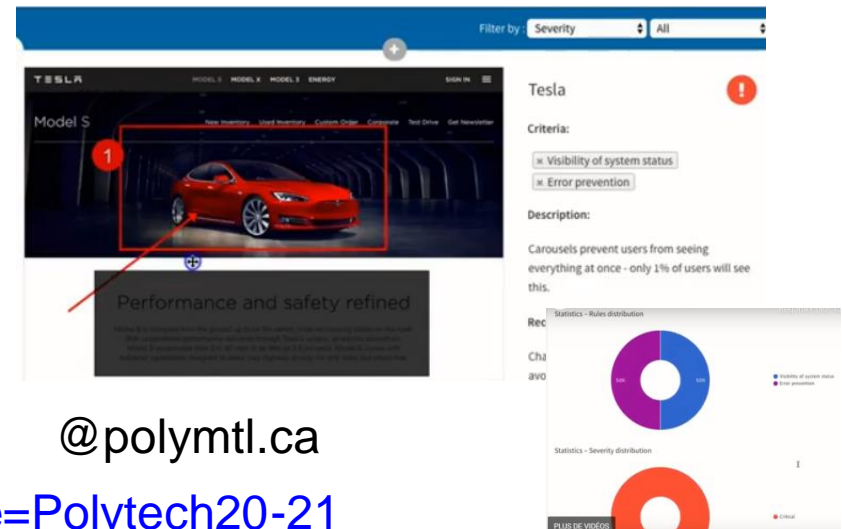 Filter by : Severity All
TESLA MODEL S MODEL X MODEL 3 ENERGY SIGN IN
Model S New Inventory Used Inventory Custom Order Corporate Test Drive Get Newsletter
1
Performance and safety refined
Tesla
Criteria:
× Visibility of system status
× Error prevention
Description:
Carousels prevent users from seeing
everything at once - only 1% of users will see
this.
Rec
Cha
avo
Statistics - Rules distribution
50% 50%
Visibility of system status
Error prevention
Statistics - Severity distribution
Critical
PLUS DE VIDÉOS
@polymtl.ca
e=Polytech20-21